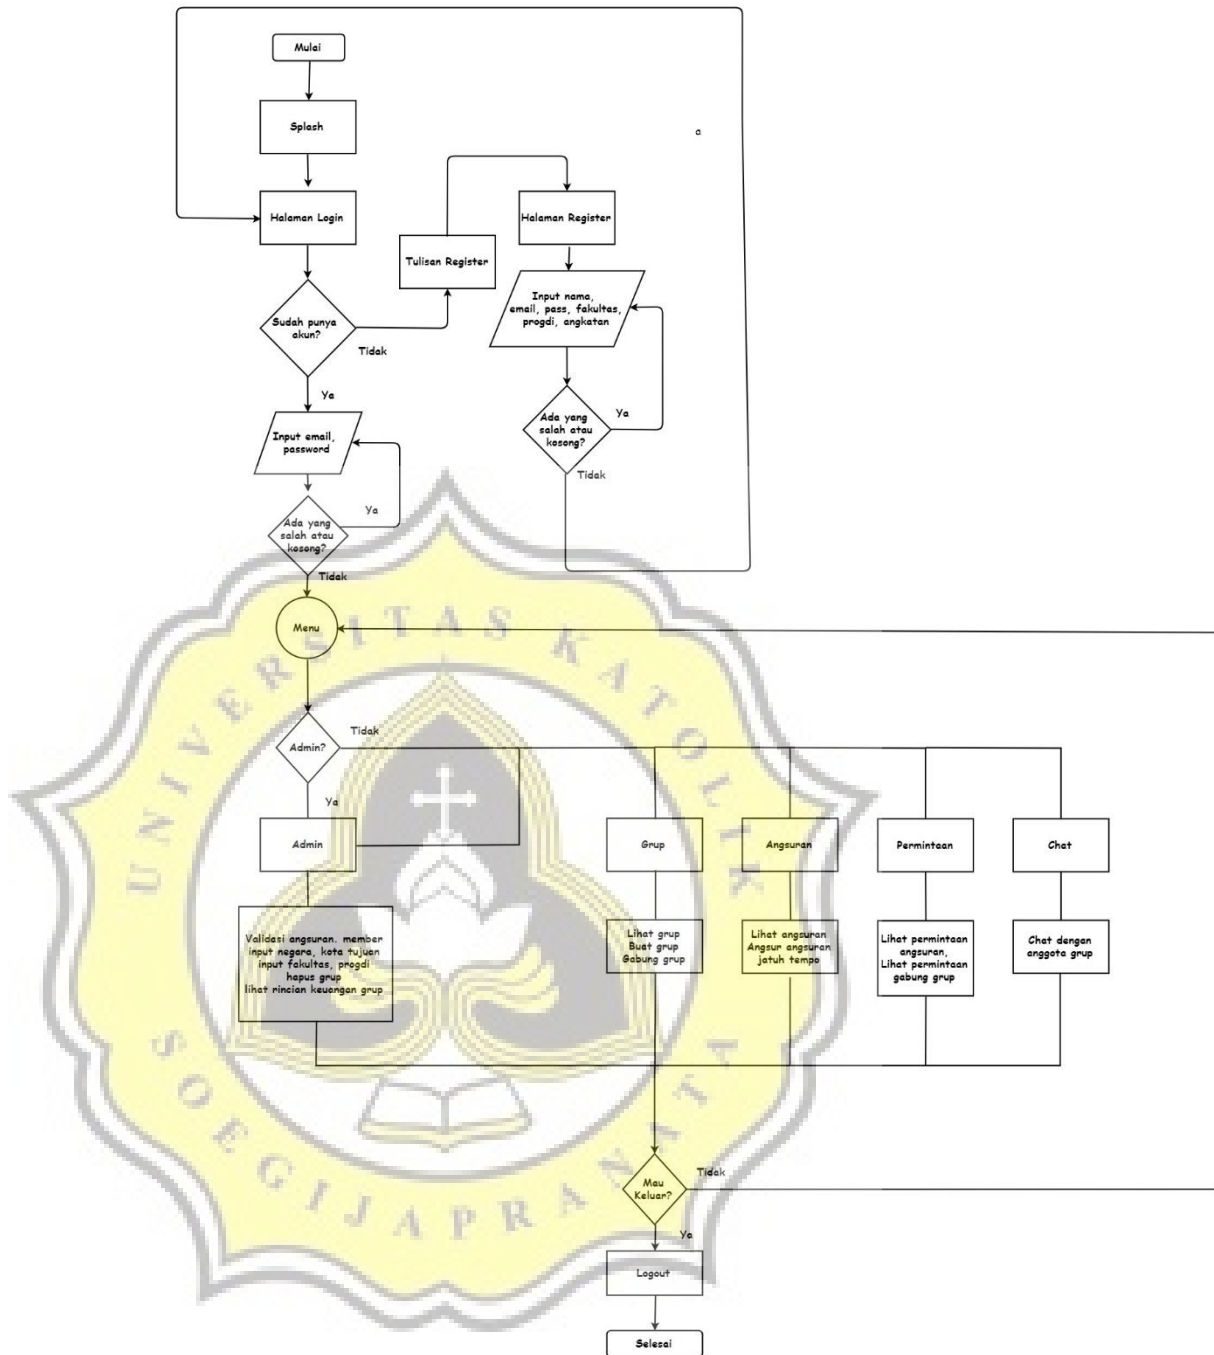 Mulai
Splash
a
Halaman Login
Halaman Register
Tulisan Register
Input nama,
email, pass, fakultas,
progdi, angkatan
Sudah punya
akun?
Tidak
Ya
Ada yang
salah atau
kosong?
Ya
Tidak
Input email,
password
Ya
Ada yang
salah atau
kosong?
Tidak
Menu
Admin?
Tidak
Ya
Admin
Grup
Angsuran
Permintaan
Chat
Validasi angsuran. member
input negara, kota tujuan
input fakultas, progdi
hapus grup
lihat rincian keuangan grup
Lihat grup
Buat grup
Gabung grup
Lihat angsuran
Angsur angsuran
jatuh tempo
Lihat permintaan
angsuran,
Lihat permintaan
gabung grup
Chat dengan
anggota grup
Mau
Keluar?
Tidak
Ya
Logout
Selesai
UNIVERSITAS KATOLIK
SOEGIJAPRANATA